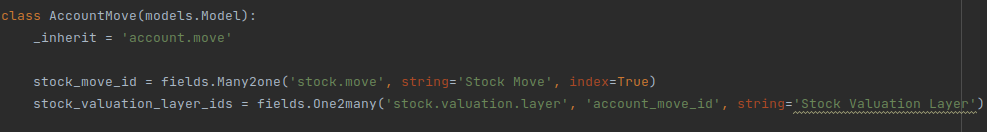 class AccountMove(models.Model):
    _inherit = 'account.move'

    stock_move_id = fields.Many2one('stock.move', string='Stock Move', index=True)
    stock_valuation_layer_ids = fields.One2many('stock.valuation.layer', 'account_move_id', string='Stock Valuation Layer')